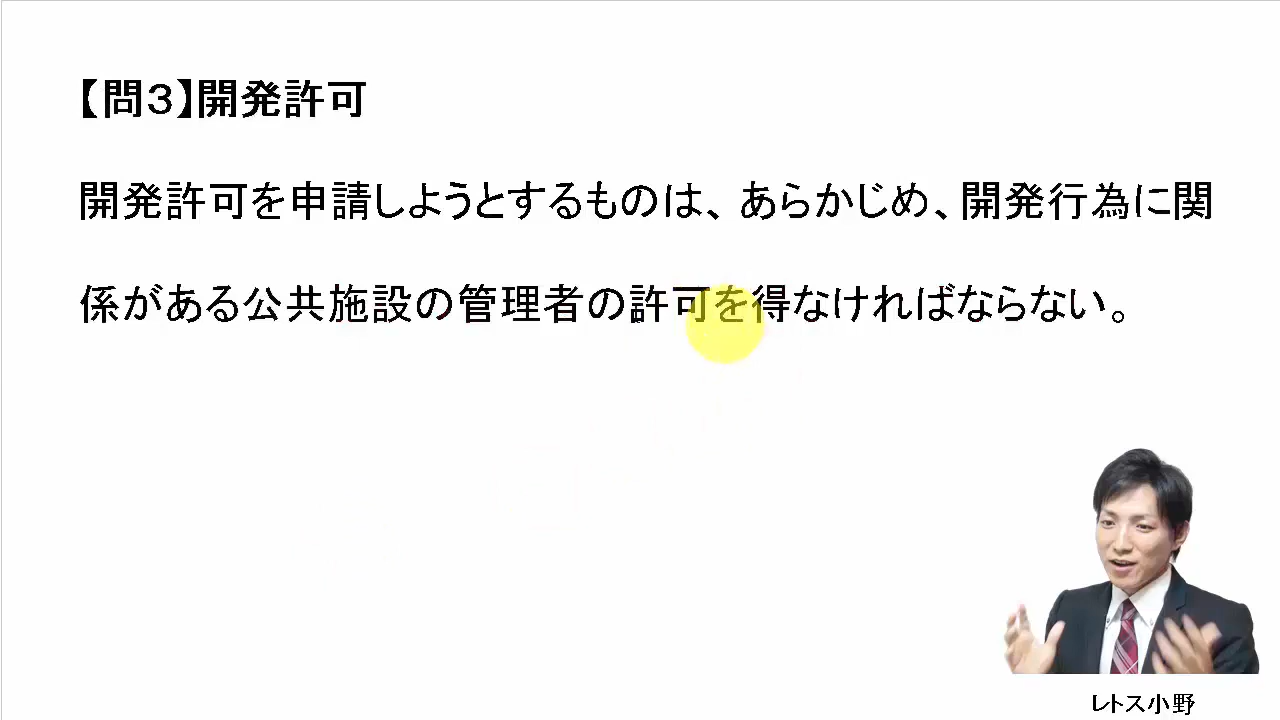 【問３】開発許可
開発許可を申請しようとするものは、あらかじめ、開発行為に関
係がある公共施設の管理者の許可を得なければならない。
レトス小野